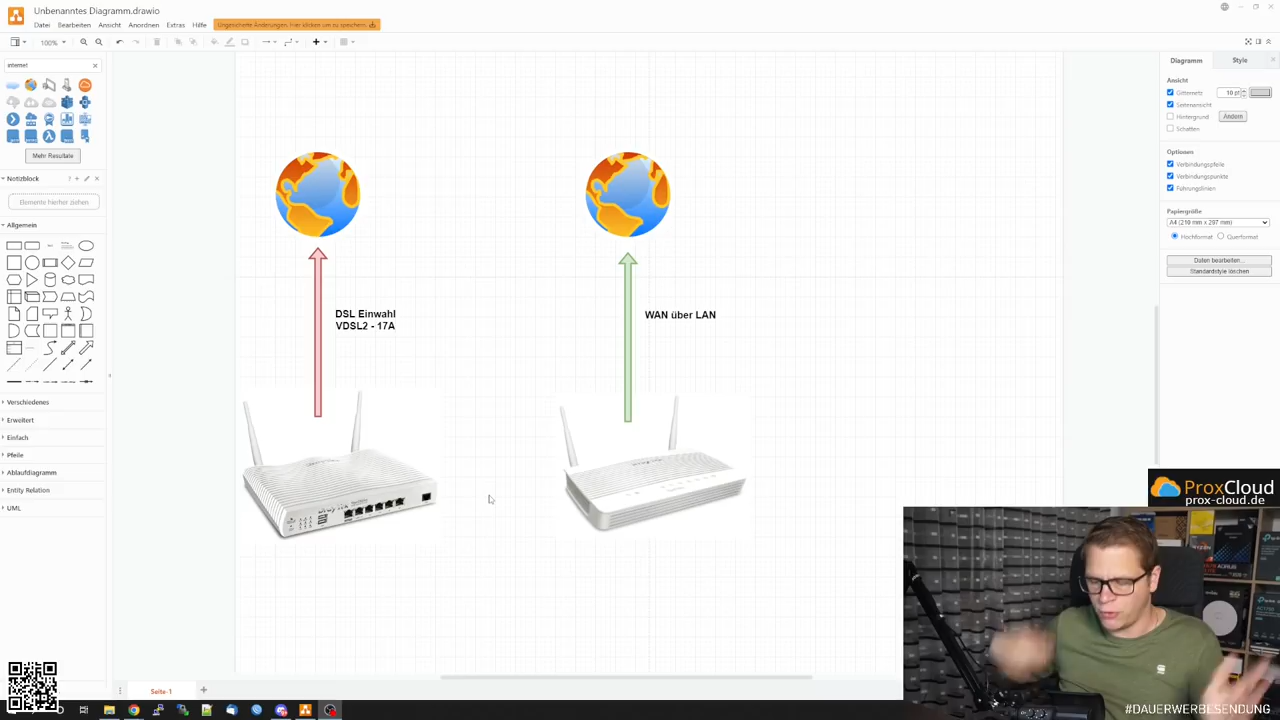 Unbenanntes Diagramm.drawio
Datei Bearbeiten Ansicht Anordnen Extras Hilfe
Ungesicherte Änderungen. Hier klicken um zu speichern.
100%
internet
Mehr Resultate
Notizblock
Elemente hierher ziehen
Allgemein
Verschiedenes
Erweitert
Einfach
Pfeile
Ablaufdiagramm
Entity Relation
UML
DSL Einwahl
VDSL2 - 17A
WAN über LAN
Diagramm Style
Ansicht
Gitternetz 10 pt
Seitenansicht
Hintergrund Ändern
Schatten
Optionen
Verbindungspfeile
Verbindungspunkte
Führungslinien
Papiergröße
A4 (210 mm x 297 mm)
Hochformat Querformat
Daten bearbeiten...
Standardstyle löschen
ProxCloud
prox-cloud.de
Seite-1
#DAUERWERBESENDUNG